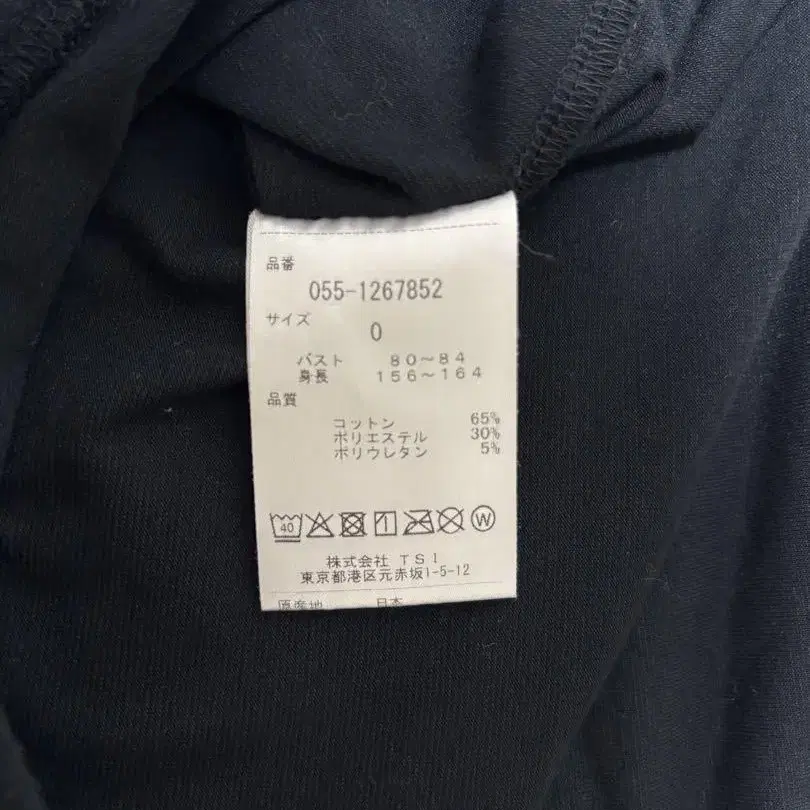 品番
055-1267852
サイズ
0
バスト 80〜84
身長 156〜164
品質
コットン 65%
ポリエステル 30%
ポリウレタン 5%
40 W
株式会社 TSI
東京都港区元赤坂1-5-12
原産地 日本